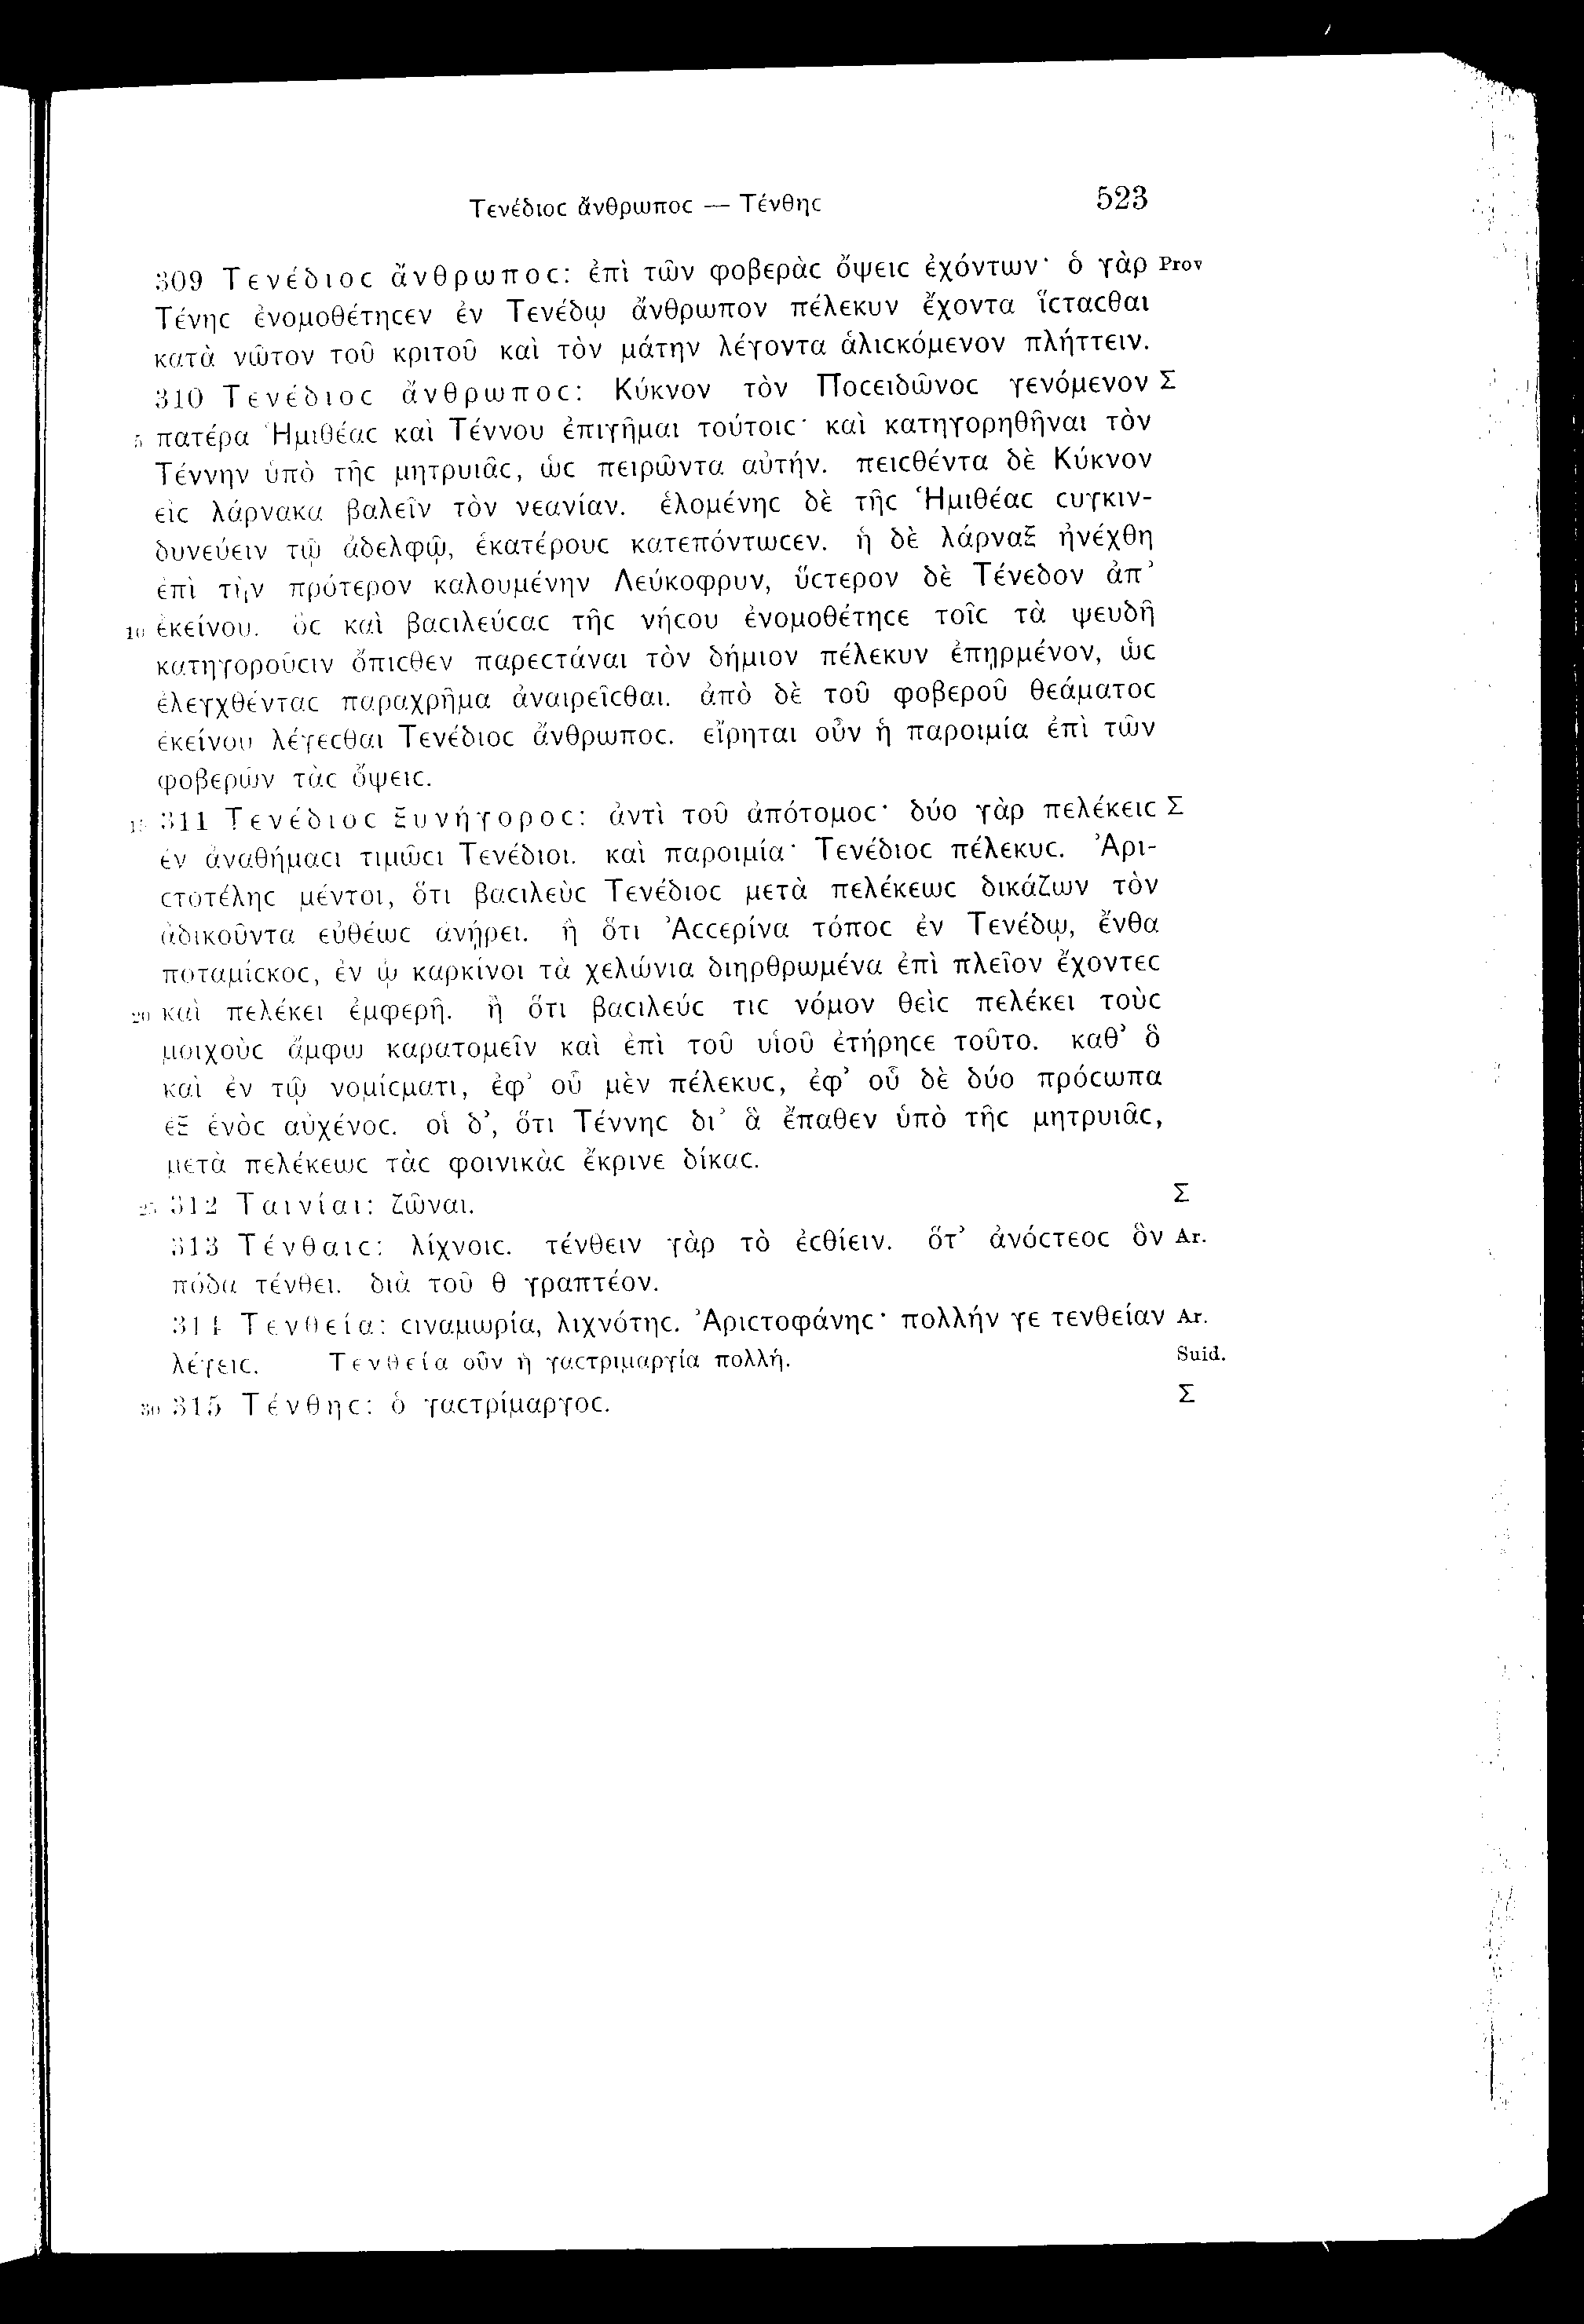 Τενέδιοϲ ἄνθρωποϲ — Τένθηϲ 523
309 Τενέδιοϲ ἄνθρωποϲ: ἐπὶ τῶν φοβερὰϲ ὄψειϲ ἐχόντων· ὁ γὰρ Prov
Τένηϲ ἐνομοθέτηϲεν ἐν Τενέδῳ ἄνθρωπον πέλεκυν ἔχοντα ἵϲταϲθαι
κατὰ νῶτον τοῦ κριτοῦ καὶ τὸν μάτην λέγοντα ἁλιϲκόμενον πλήττειν.
310 Τενέδιοϲ ἄνθρωποϲ: Κύκνον τὸν Ποϲειδῶνοϲ γενόμενον Σ
5 πατέρα Ἡμιθέαϲ καὶ Τέννου ἐπιγῆμαι τούτοιϲ· καὶ κατηγορηθῆναι τὸν
Τέννην ὑπὸ τῆϲ μητρυιᾶϲ, ὡϲ πειρῶντα αὐτήν. πειϲθέντα δὲ Κύκνον
εἰϲ λάρνακα βαλεῖν τὸν νεανίαν. ἑλομένηϲ δὲ τῆϲ Ἡμιθέαϲ ϲυγκιν-
δυνεύειν τῷ ἀδελφῷ, ἑκατέρουϲ κατεπόντωϲεν. ἡ δὲ λάρναξ ἠνέχθη
ἐπὶ τὴν πρότερον καλουμένην Λεύκοφρυν, ὕϲτερον δὲ Τένεδον ἀπ’
10 ἐκείνου. ὃϲ καὶ βαϲιλεύϲαϲ τῆϲ νήϲου ἐνομοθέτηϲε τοῖϲ τὰ ψευδῆ
κατηγοροῦϲιν ὄπιϲθεν παρεϲτάναι τὸν δήμιον πέλεκυν ἐπῃρμένον, ὡϲ
ἐλεγχθένταϲ παραχρῆμα ἀναιρεῖϲθαι. ἀπὸ δὲ τοῦ φοβεροῦ θεάματοϲ
ἐκείνου λέγεϲθαι Τενέδιοϲ ἄνθρωποϲ. εἴρηται οὖν ἡ παροιμία ἐπὶ τῶν
φοβερῶν τὰϲ ὄψειϲ.
15 311 Τενέδιοϲ ξυνήγοροϲ: ἀντὶ τοῦ ἀπότομοϲ· δύο γὰρ πελέκειϲ Σ
ἐν ἀναθήμαϲι τιμῶϲι Τενέδιοι. καὶ παροιμία· Τενέδιοϲ πέλεκυϲ. Ἀρι-
ϲτοτέληϲ μέντοι, ὅτι βαϲιλεὺϲ Τενέδιοϲ μετὰ πελέκεωϲ δικάζων τὸν
ἀδικοῦντα εὐθέωϲ ἀνῄρει. ἢ ὅτι Ἀϲϲερίνα τόποϲ ἐν Τενέδῳ, ἔνθα
ποταμίϲκοϲ, ἐν ᾧ καρκίνοι τὰ χελώνια διηρθρωμένα ἐπὶ πλεῖον ἔχοντεϲ
20 καὶ πελέκει ἐμφερῆ. ἢ ὅτι βαϲιλεύϲ τιϲ νόμον θεὶϲ πελέκει τοὺϲ
μοιχοὺϲ ἄμφω καρατομεῖν καὶ ἐπὶ τοῦ υἱοῦ ἐτήρηϲε τοῦτο. καθ’ ὃ
καὶ ἐν τῷ νομίϲματι, ἐφ’ οὗ μὲν πέλεκυϲ, ἐφ’ οὗ δὲ δύο πρόϲωπα
ἐξ ἑνὸϲ αὐχένοϲ. οἱ δ’, ὅτι Τέννηϲ δι’ ἃ ἔπαθεν ὑπὸ τῆϲ μητρυιᾶϲ,
μετὰ πελέκεωϲ τὰϲ φοινικὰϲ ἔκρινε δίκαϲ.
25 312 Ταινίαι: ζῶναι. Σ
313 Τένθαιϲ: λίχνοιϲ. τένθειν γὰρ τὸ ἐϲθίειν. ὅτ’ ἀνόϲτεοϲ ὃν Ar.
πόδα τένθει. διὰ τοῦ θ γραπτέον.
314 Τενθεία: ϲιναμωρία, λιχνότηϲ. Ἀριϲτοφάνηϲ· πολλήν γε τενθείαν Ar.
λέγειϲ. Τενθεία οὖν ἡ γαϲτριμαργία πολλή. Suid.
30 315 Τένθηϲ: ὁ γαϲτρίμαργοϲ. Σ